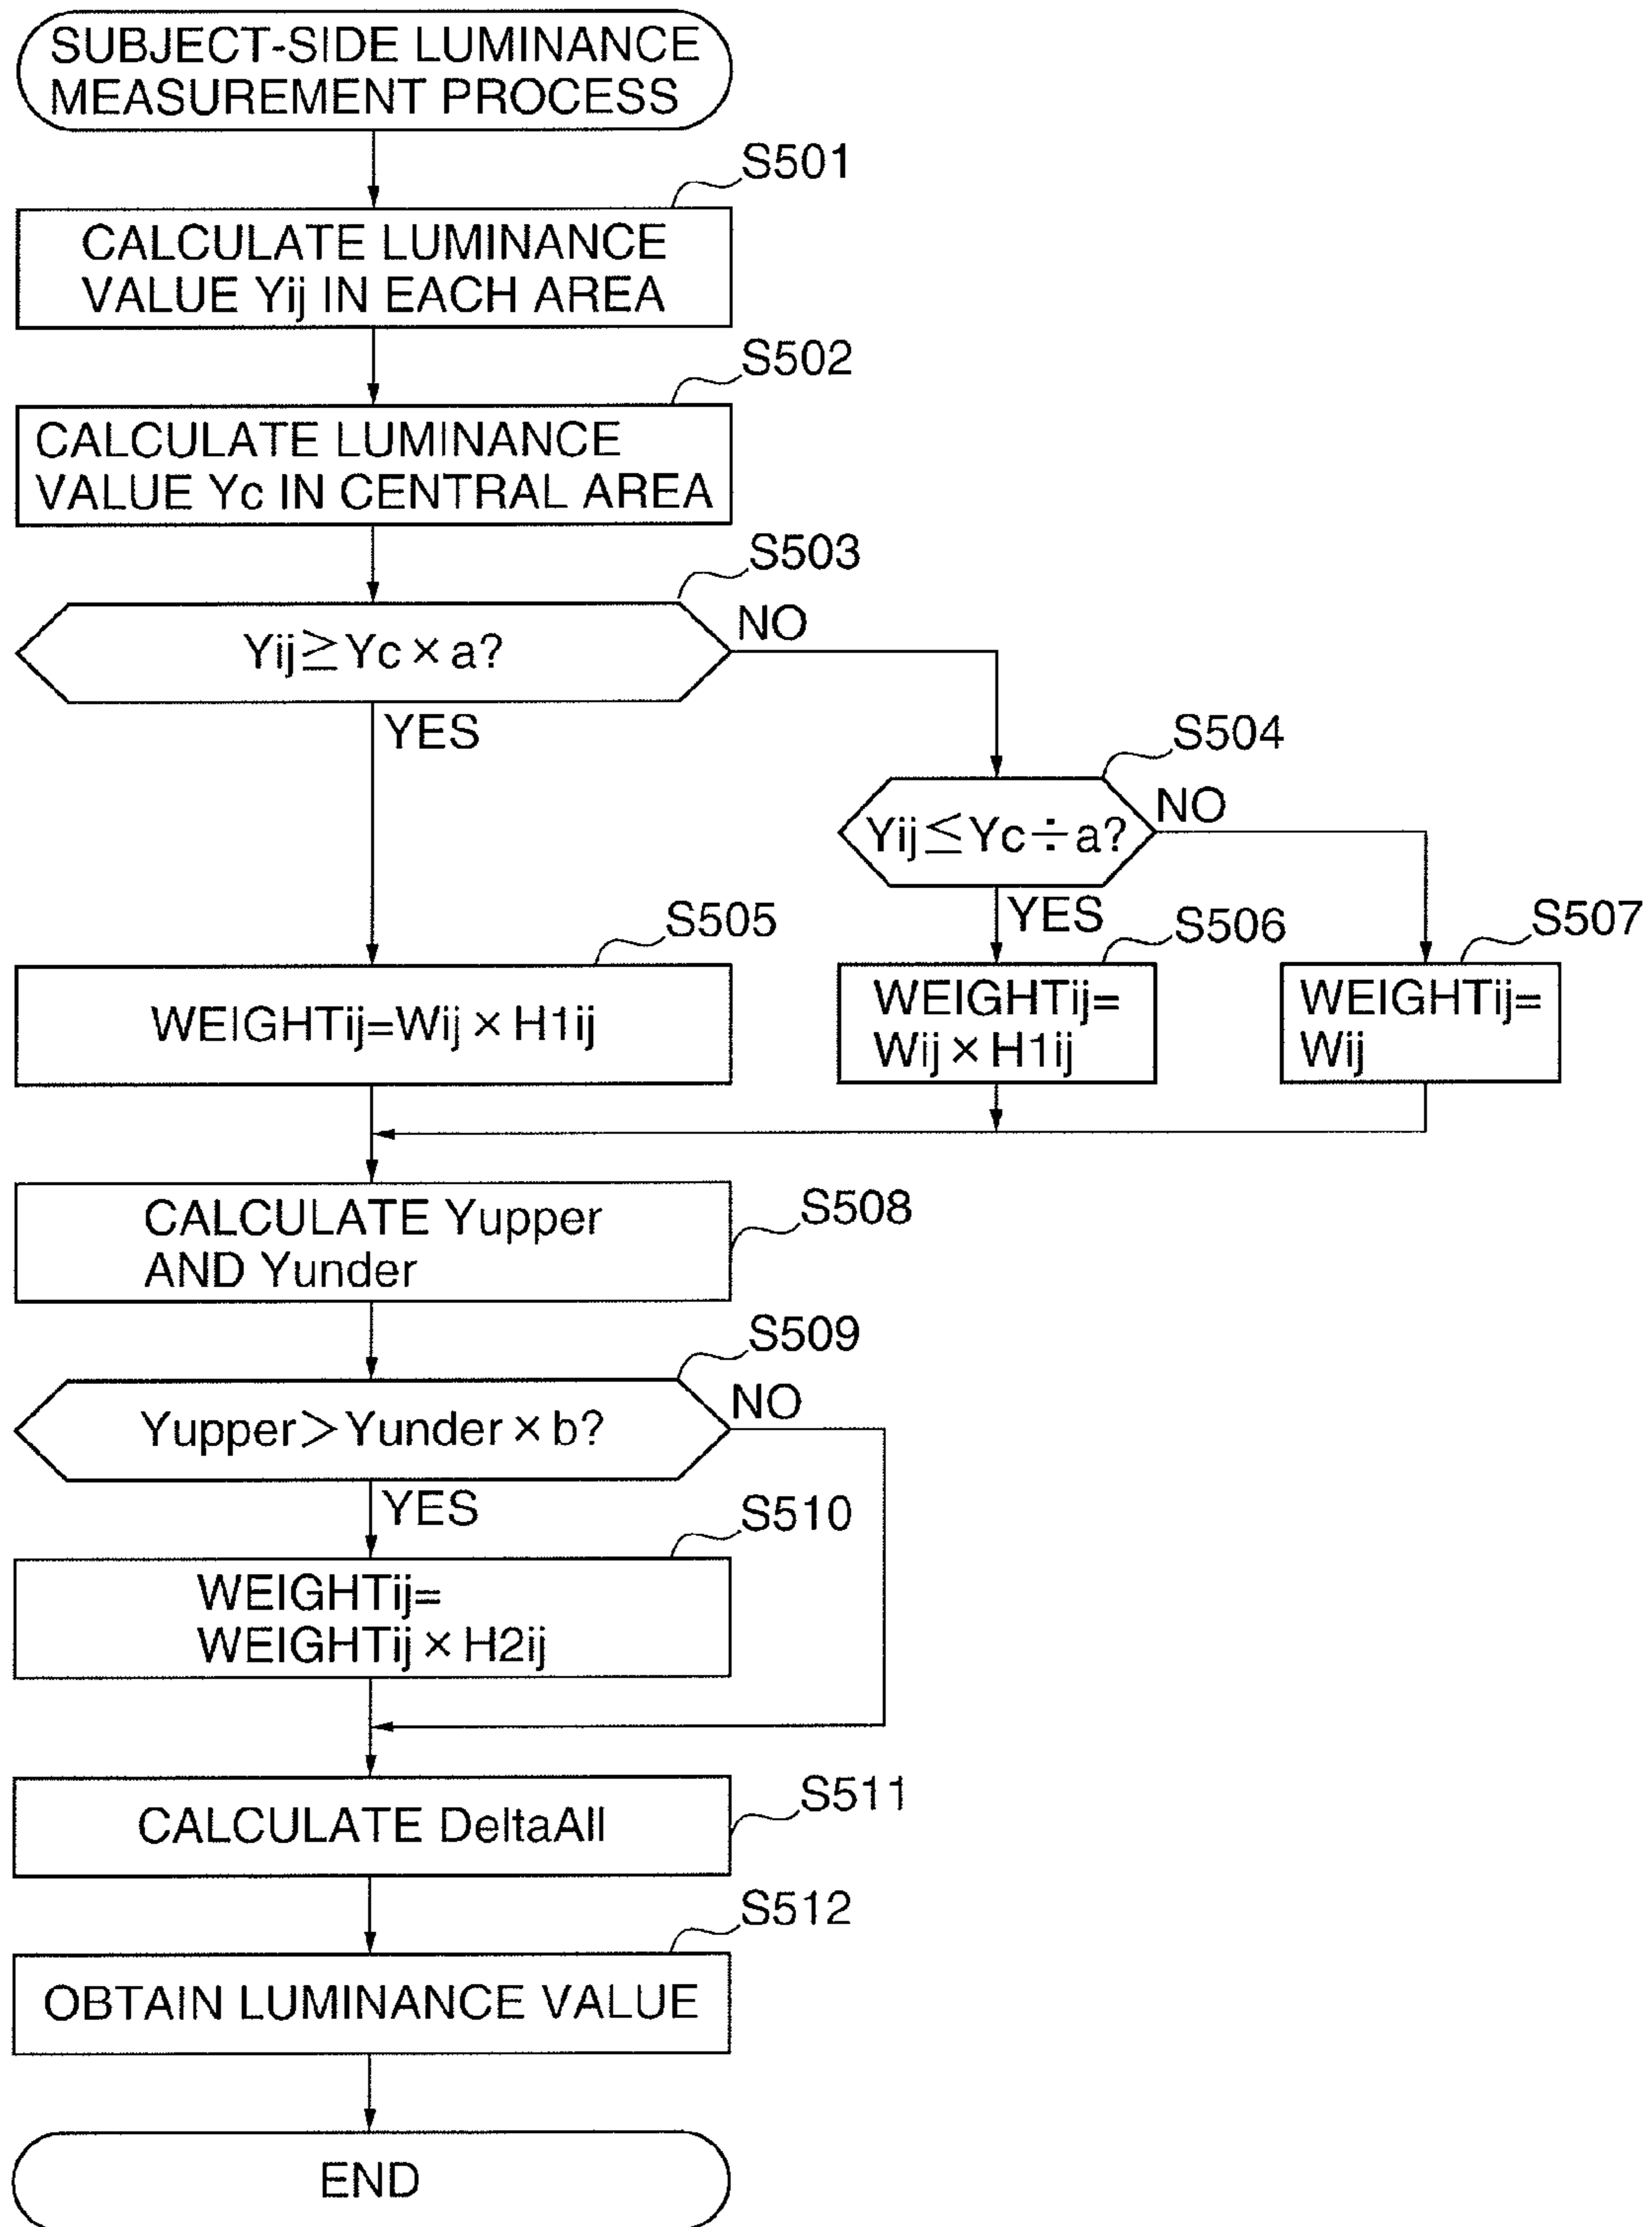 SUBJECT-SIDE LUMINANCE
MEASUREMENT PROCESS
S501
CALCULATE LUMINANCE
VALUE Yij IN EACH AREA
S502
CALCULATE LUMINANCE
VALUE Yc IN CENTRAL AREA
S503
Yij≧Yc×a?
NO
YES
S504
Yij≦Yc÷a?
NO
YES
S505
WEIGHTij=Wij×H1ij
S506
WEIGHTij=
Wij×H1ij
S507
WEIGHTij=
Wij
S508
CALCULATE Yupper
AND Yunder
S509
Yupper>Yunder×b?
NO
YES
S510
WEIGHTij=
WEIGHTij×H2ij
S511
CALCULATE DeltaAll
S512
OBTAIN LUMINANCE VALUE
END